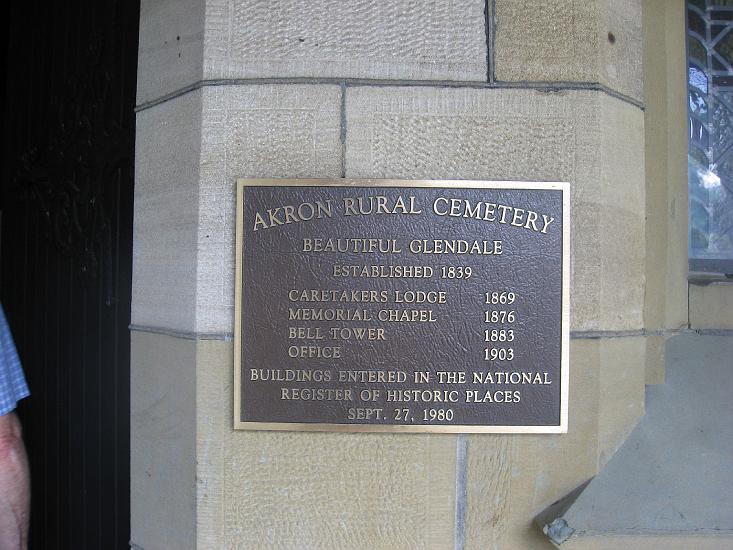 AKRON RURAL CEMETERY
BEAUTIFUL GLENDALE
ESTABLISHED 1839
CARETAKERS LODGE 1869
MEMORIAL CHAPEL 1876
BELL TOWER 1883
OFFICE 1903
BUILDINGS ENTERED IN THE NATIONAL
REGISTER OF HISTORIC PLACES
SEPT. 27, 1980